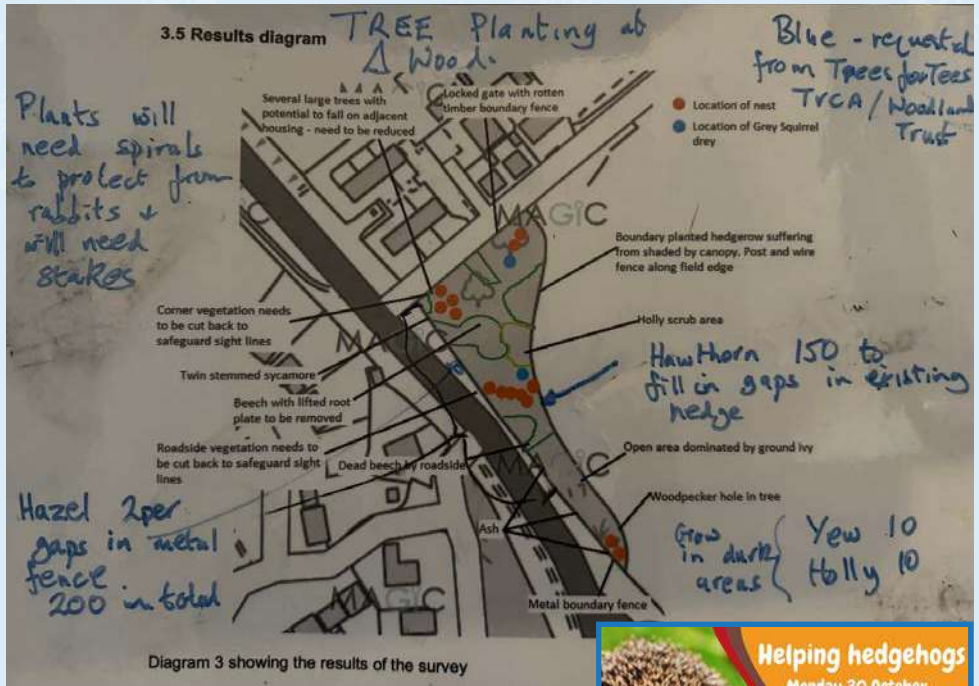 3.5 Results diagram
TREE Planting at
Δ Wood.
Blue - requested
from Trees for Tees
TVCA / Woodland
Trust
Plants will
need spirals
to protect from
rabbits +
will need
stakes
Several large trees with
potential to fall on adjacent
housing - need to be reduced
Locked gate with rotten
timber boundary fence
Location of nest
Location of Grey Squirrel
drey
MAGiC
Boundary planted hedgerow suffering
from shaded by canopy. Post and wire
fence along field edge
Corner vegetation needs
to be cut back to
safeguard sight lines
Holly scrub area
MAGiC
Twin stemmed sycamore
Hawthorn 150 to
fill in gaps in existing
hedge
Beech with lifted root
plate to be removed
Roadside vegetation needs to
be cut back to safeguard sight
lines
Dead beech by roadside
Open area dominated by ground ivy
MAGiC
Woodpecker hole in tree
Hazel 2per
gaps in metal
fence
200 in total
Ash
Grow
in dark
areas
Yew 10
Holly 10
MAGiC
Metal boundary fence
Diagram 3 showing the results of the survey
Helping hedgehogs
Monday 30 October